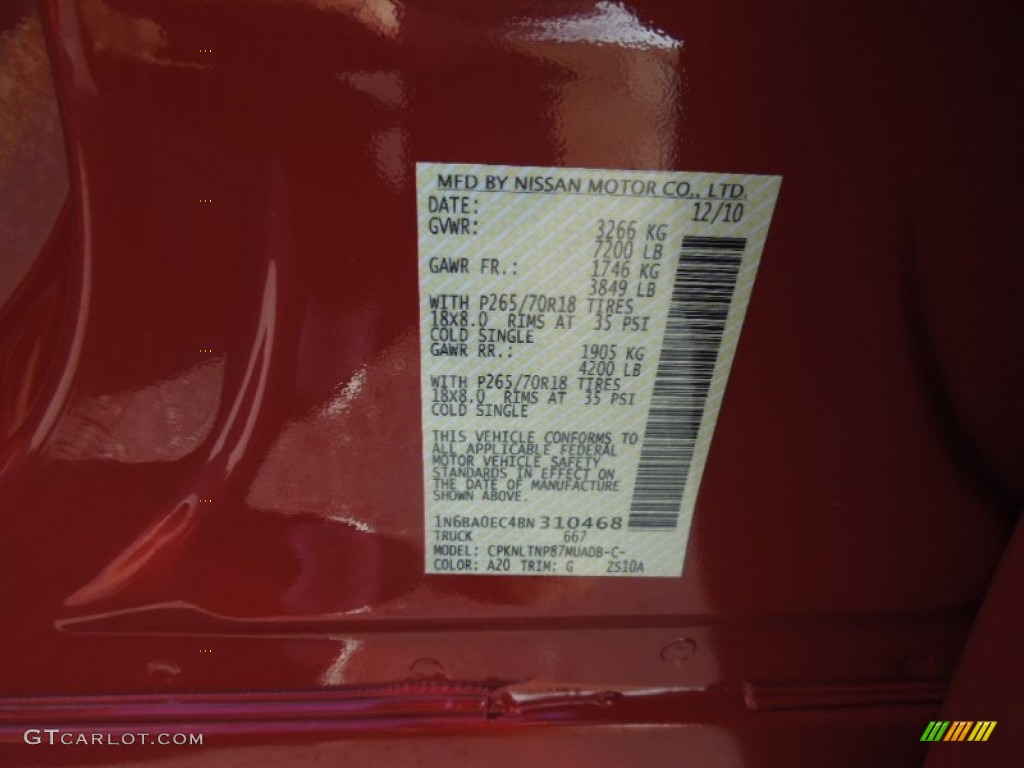 MFD BY NISSAN MOTOR CO., LTD.
DATE: 12/10
GVWR: 3266 KG
7200 LB
GAWR FR.: 1746 KG
3849 LB
WITH P265/70R18 TIRES
18X8.0 RIMS AT 35 PSI
COLD SINGLE
GAWR RR.: 1905 KG
4200 LB
WITH P265/70R18 TIRES
18X8.0 RIMS AT 35 PSI
COLD SINGLE
THIS VEHICLE CONFORMS TO
ALL APPLICABLE FEDERAL
MOTOR VEHICLE SAFETY
STANDARDS IN EFFECT ON
THE DATE OF MANUFACTURE
SHOWN ABOVE.
1N6BA0EC4BN310468
TRUCK 667
MODEL: CPKNLTNP87MUADB-C-
COLOR: A20 TRIM: G ZS10A
GTCARLOT.COM